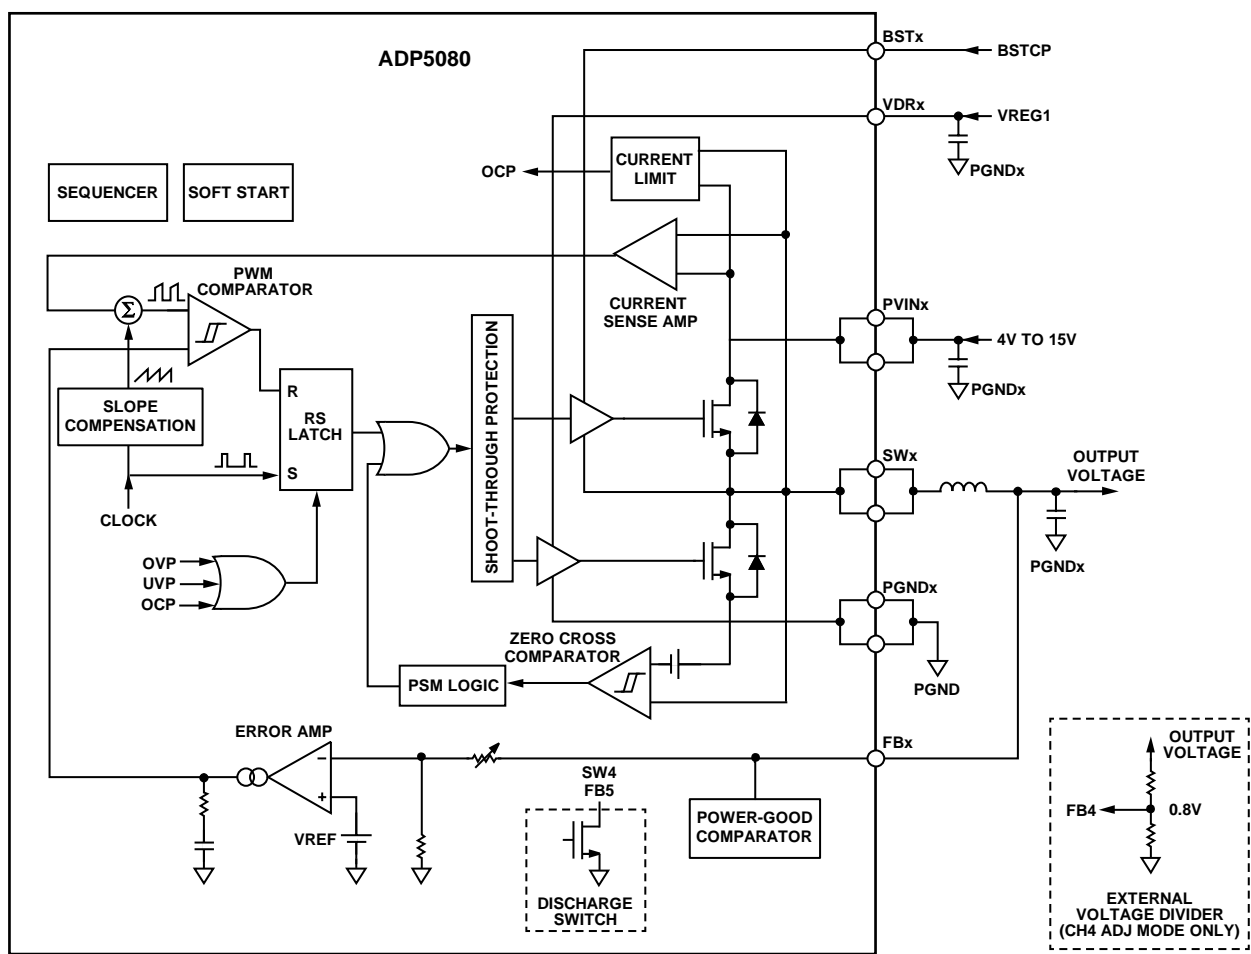 BSTx
BSTCP
ADP5080
VDRx
VREG1
PGNDx
OCP
CURRENT
LIMIT
SEQUENCER
SOFT START
PWM
COMPARATOR
Σ
CURRENT
SENSE AMP
PVINx
4V TO 15V
PGNDx
SLOPE
COMPENSATION
R
RS
LATCH
S
SHOOT-THROUGH PROTECTION
CLOCK
SWx
OUTPUT
VOLTAGE
PGNDx
OVP
UVP
OCP
PGNDx
PGND
ZERO CROSS
COMPARATOR
PSM LOGIC
ERROR AMP
–
+
VREF
FBx
SW4
FB5
DISCHARGE
SWITCH
POWER-GOOD
COMPARATOR
OUTPUT
VOLTAGE
FB4
0.8V
EXTERNAL
VOLTAGE DIVIDER
(CH4 ADJ MODE ONLY)